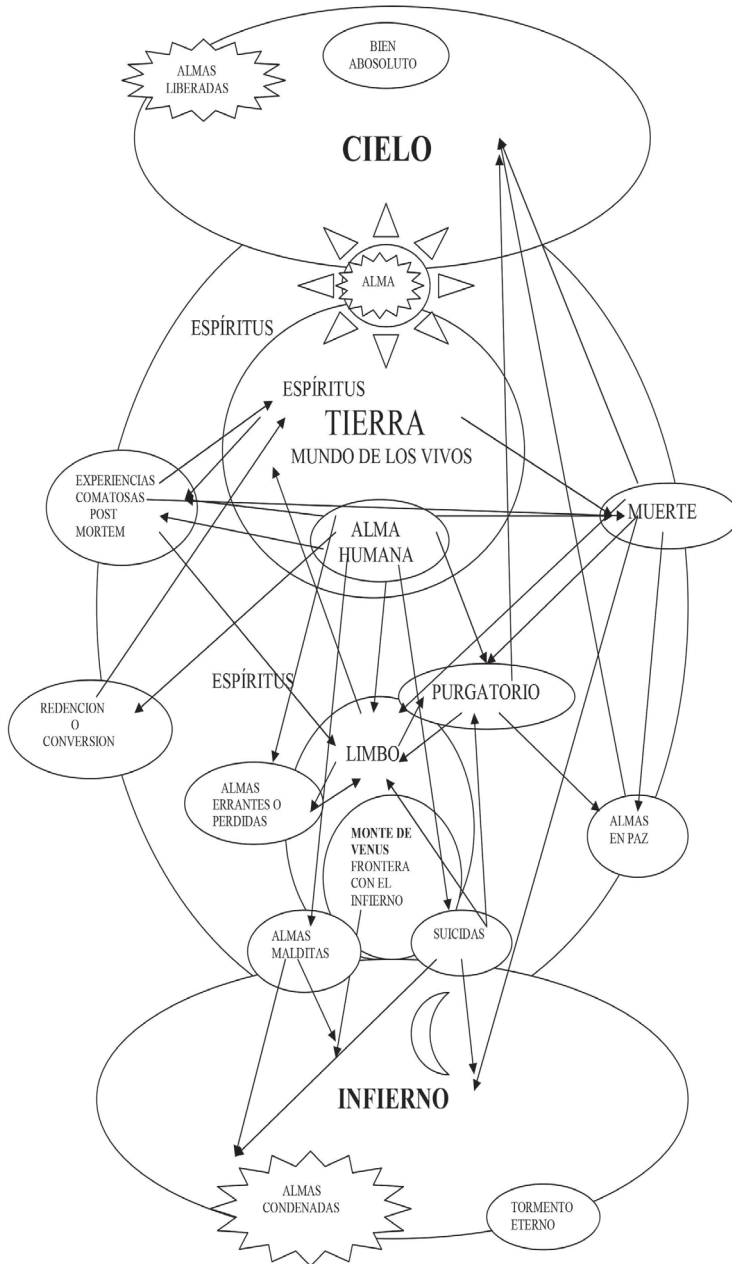 BIEN
ABOSOLUTO
ALMAS
LIBERADAS
CIELO
ALMA
ESPÍRITUS
ESPÍRITUS
TIERRA
MUNDO DE LOS VIVOS
EXPERIENCIAS
COMATOSAS
POST
MORTEM
ALMA
HUMANA
MUERTE
ESPÍRITUS
PURGATORIO
REDENCION
O
CONVERSION
LIMBO
ALMAS
ERRANTES O
PERDIDAS
ALMAS
EN PAZ
MONTE DE
VENUS
FRONTERA
CON EL
INFIERNO
ALMAS
MALDITAS
SUICIDAS
INFIERNO
ALMAS
CONDENADAS
TORMENTO
ETERNO